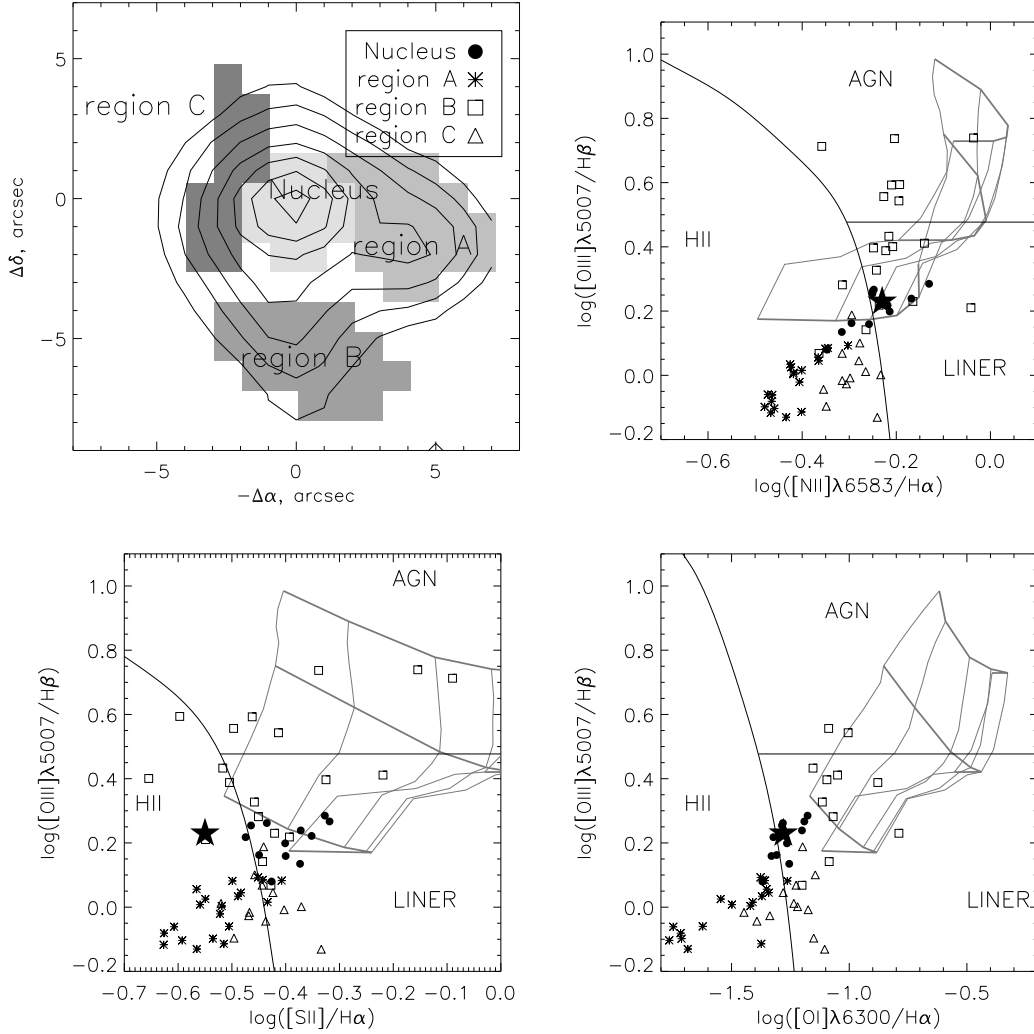 Nucleus
region A
region B
region C
region C
Nucleus
region A
region B
5
0
−5
Δδ, arcsec
−5
0
5
−Δα, arcsec
AGN
HII
LINER
1.0
0.8
0.6
0.4
0.2
0.0
−0.2
log([OIII]λ5007/Hβ)
−0.6
−0.4
−0.2
0.0
log([NII]λ6583/Hα)
AGN
HII
LINER
1.0
0.8
0.6
0.4
0.2
0.0
−0.2
log([OIII]λ5007/Hβ)
−0.7
−0.6
−0.5
−0.4
−0.3
−0.2
−0.1
0.0
log([SII]/Hα)
AGN
HII
LINER
1.0
0.8
0.6
0.4
0.2
0.0
−0.2
log([OIII]λ5007/Hβ)
−1.5
−1.0
−0.5
log([OI]λ6300/Hα)